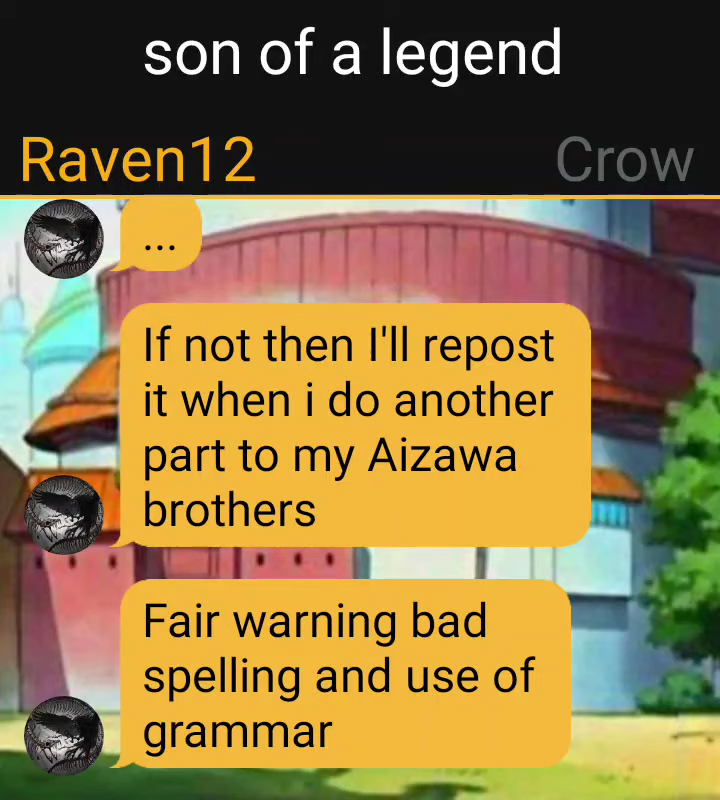 son of a legend
Raven12 Crow
...
If not then I'll repost
it when i do another
part to my Aizawa
brothers
Fair warning bad
spelling and use of
grammar